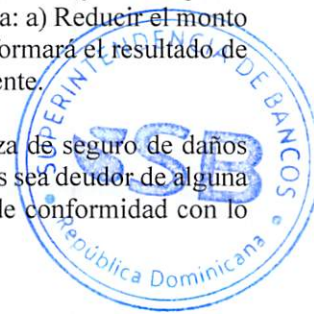 a: a) Reducir el monto
formará el resultado de
ente.
za de seguro de daños
s sea deudor de alguna
de conformidad con lo
SUPERINTENDENCIA DE BANCOS
SB
República Dominicana